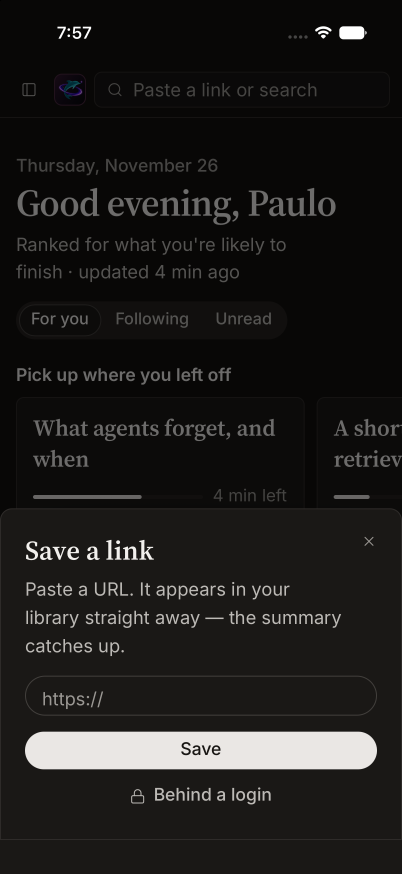 7:57
Paste a link or search
Thursday, November 26
Good evening, Paulo
Ranked for what you're likely to
finish · updated 4 min ago
For you Following Unread
Pick up where you left off
What agents forget, and
when
4 min left
A shor
retriev
Save a link
Paste a URL. It appears in your
library straight away — the summary
catches up.
https://
Save
Behind a login